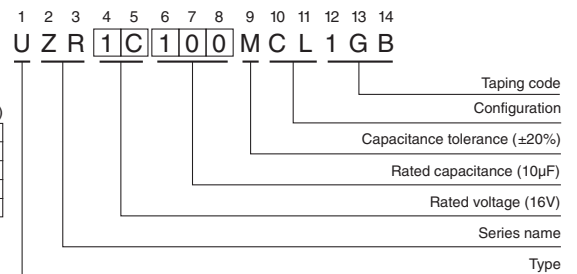 1 2 3 4 5 6 7 8 9 10 11 12 13 14
U Z R 1 C 1 0 0 M C L 1 G B
Taping code
Configuration
)
Capacitance tolerance (±20%)
Rated capacitance (10µF)
Rated voltage (16V)
Series name
Type